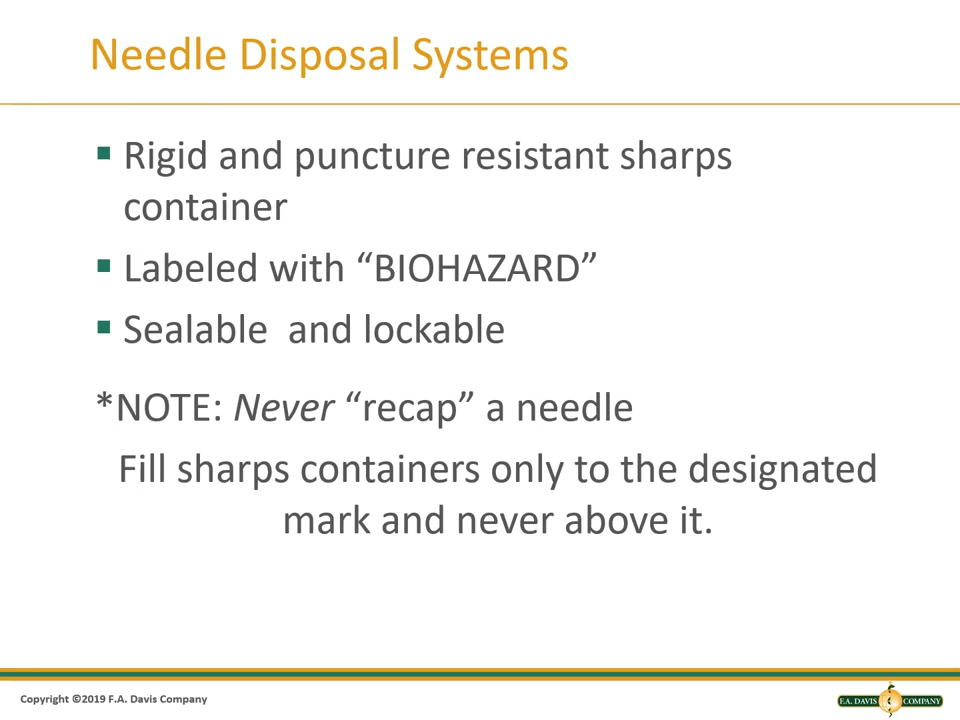 Needle Disposal Systems
▪ Rigid and puncture resistant sharps
container
▪ Labeled with “BIOHAZARD”
▪ Sealable  and lockable
*NOTE: Never “recap” a needle
Fill sharps containers only to the designated
mark and never above it.
Copyright ©2019 F.A. Davis Company
F.A. DAVIS COMPANY